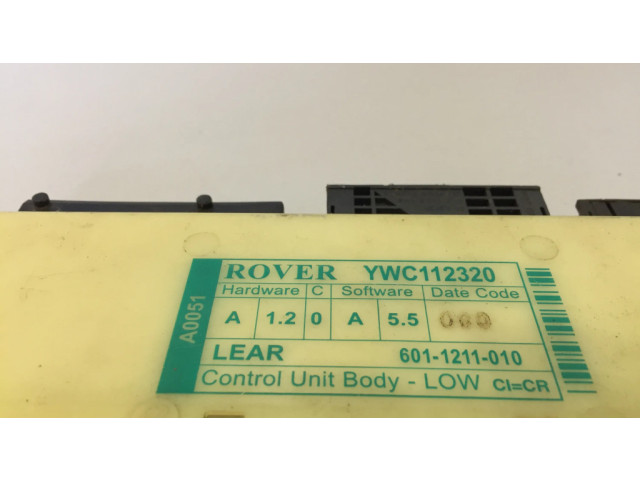 A0051
ROVER YWC112320
Hardware C Software Date Code
A 1.2 0 A 5.5 000
LEAR 601-1211-010
Control Unit Body - LOW CI=CR